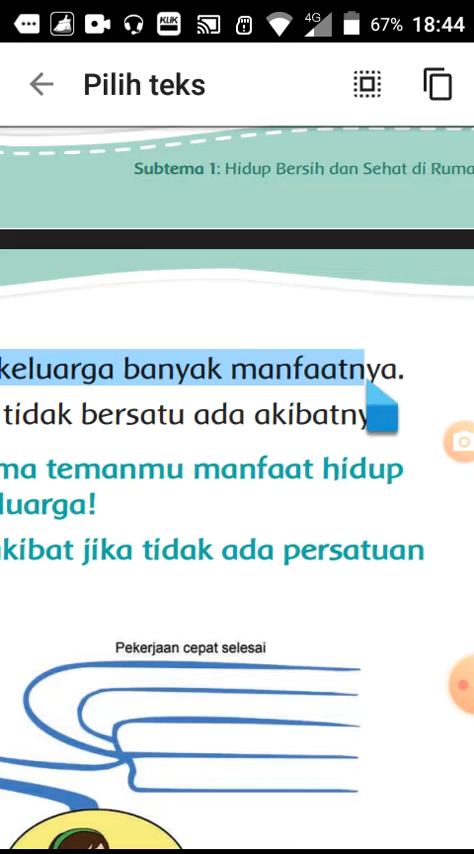 KLIK
4G
67% 18:44
Pilih teks
Subtema 1: Hidup Bersih dan Sehat di Ruma
keluarga banyak manfaatnya.
tidak bersatu ada akibatny
ma temanmu manfaat hidup
luarga!
kibat jika tidak ada persatuan
Pekerjaan cepat selesai